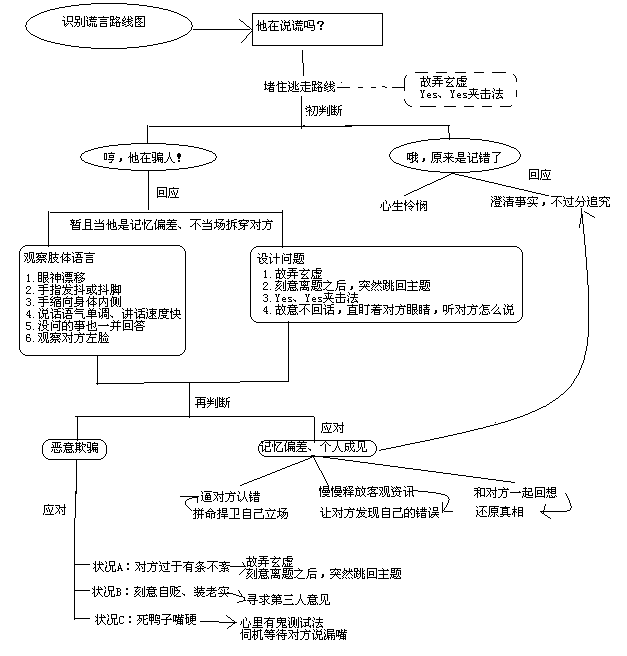 识别谎言路线图
他在说谎吗？
堵住逃走路线
故弄玄虚
Yes、Yes夹击法
初判断
哼，他在骗人！
哦，原来是记错了
回应
回应
心生怜悯
澄清事实，不过分追究
暂且当他是记忆偏差、不当场拆穿对方
观察肢体语言
1.眼神漂移
2.手指发抖或抖脚
3.手缩向身体内侧
4.说话语气单调、讲话速度快
5.没问的事也一并回答
6.观察对方左脸
设计问题
1.故弄玄虚
2.刻意离题之后，突然跳回主题
3.Yes、Yes夹击法
4.故意不回话，直盯着对方眼睛，听对方怎么说
再判断
应对
恶意欺骗
记忆偏差、个人成见
应对
逼对方认错
拼命捍卫自己立场
慢慢释放客观资讯
让对方发现自己的错误
和对方一起回想
还原真相
状况A：对方过于有条不紊
故弄玄虚
刻意离题之后，突然跳回主题
状况B：刻意自贬、装老实
寻求第三人意见
状况C：死鸭子嘴硬
心里有鬼测试法
伺机等待对方说漏嘴